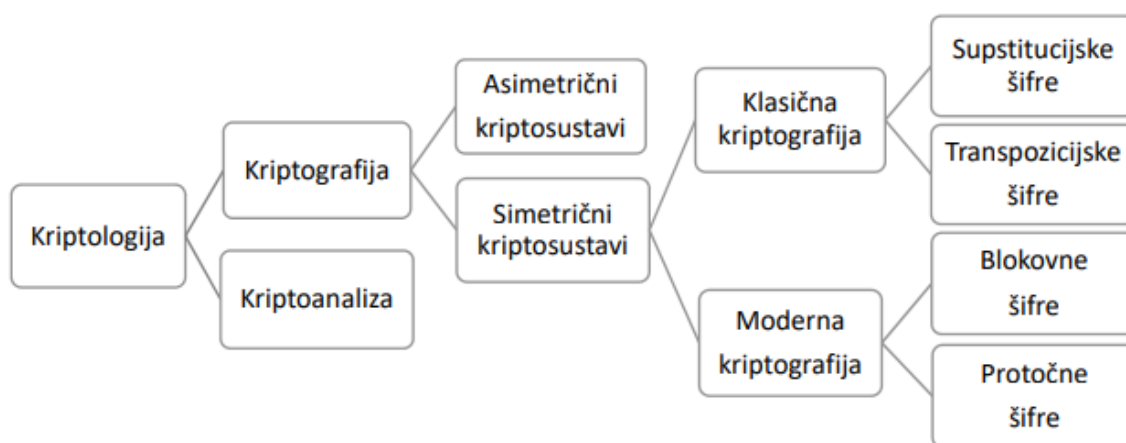 Kriptologija
Kriptografija
Kriptoanaliza
Asimetrični
kriptosustavi
Simetrični
kriptosustavi
Klasična
kriptografija
Moderna
kriptografija
Supstitucijske
šifre
Transpozicijske
šifre
Blokovne
šifre
Protočne
šifre